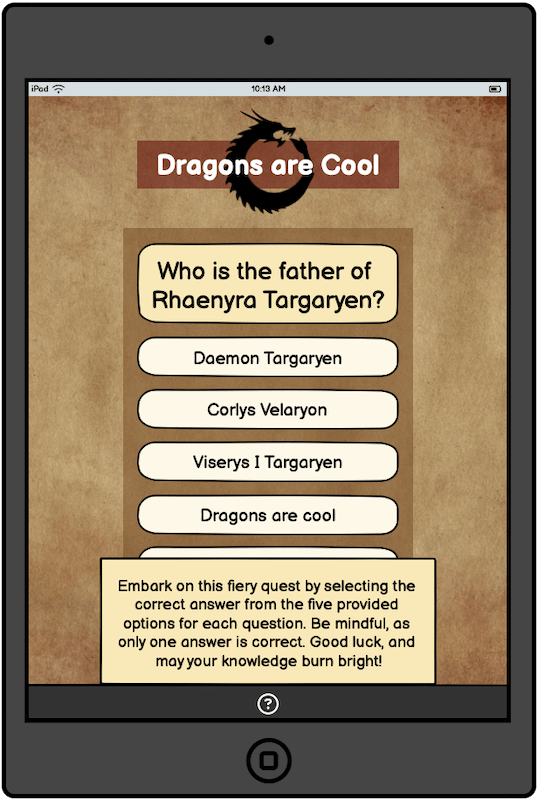 iPad
10:13 AM
Dragons are Cool
Who is the father of
Rhaenyra Targaryen?
Daemon Targaryen
Corlys Velaryon
Viserys I Targaryen
Dragons are cool
Embark on this fiery quest by selecting the
correct answer from the five provided
options for each question. Be mindful, as
only one answer is correct. Good luck, and
may your knowledge burn bright!
?